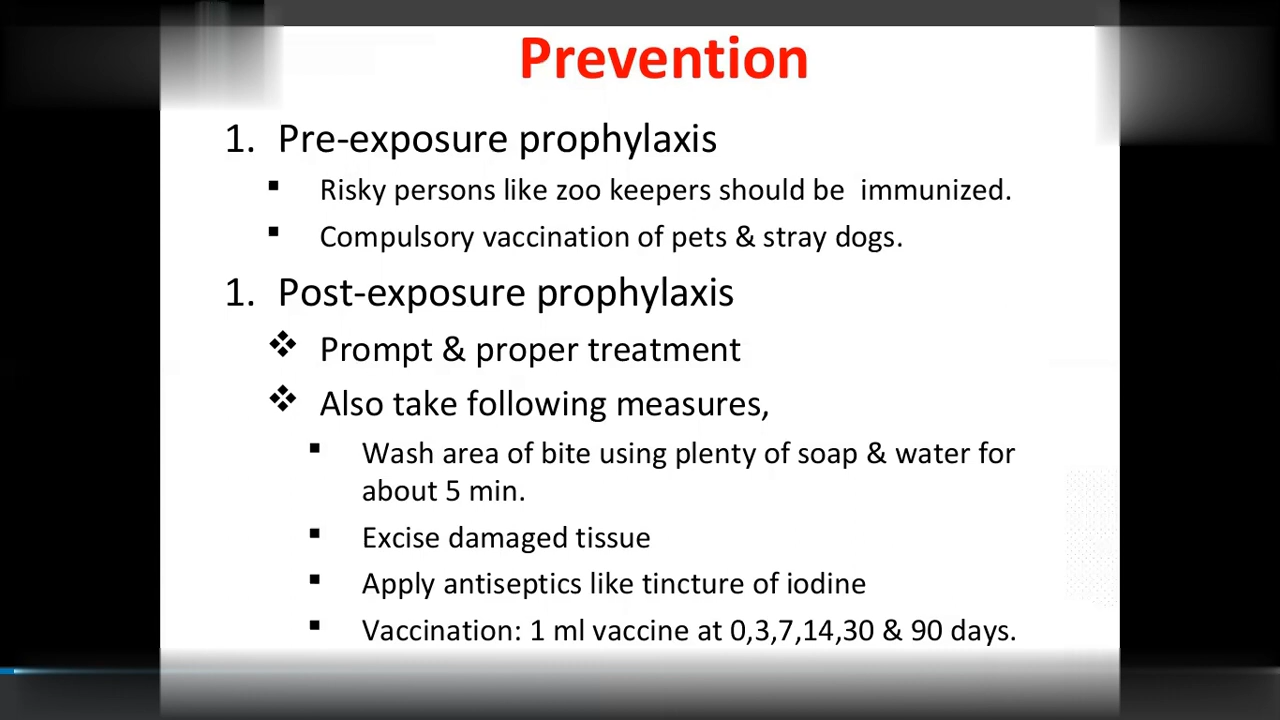 Prevention
1. Pre-exposure prophylaxis
▪ Risky persons like zoo keepers should be  immunized.
▪ Compulsory vaccination of pets & stray dogs.
1. Post-exposure prophylaxis
❖ Prompt & proper treatment
❖ Also take following measures,
▪ Wash area of bite using plenty of soap & water for
about 5 min.
▪ Excise damaged tissue
▪ Apply antiseptics like tincture of iodine
▪ Vaccination: 1 ml vaccine at 0,3,7,14,30 & 90 days.